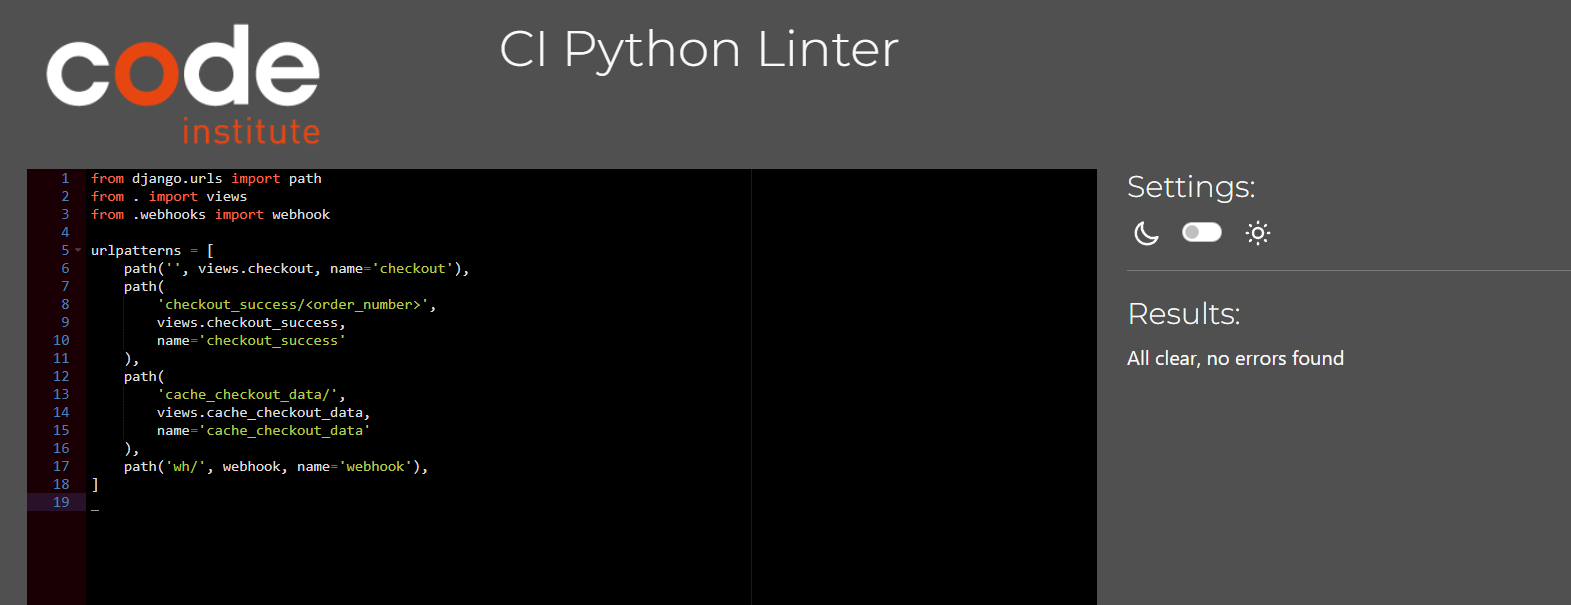 code
institute
CI Python Linter
1 from django.urls import path
2 from . import views
3 from .webhooks import webhook
4
5 urlpatterns = [
6     path('', views.checkout, name='checkout'),
7     path(
8         'checkout_success/<order_number>',
9         views.checkout_success,
10         name='checkout_success'
11     ),
12     path(
13         'cache_checkout_data/',
14         views.cache_checkout_data,
15         name='cache_checkout_data'
16     ),
17     path('wh/', webhook, name='webhook'),
18 ]
19
Settings:
Results:
All clear, no errors found